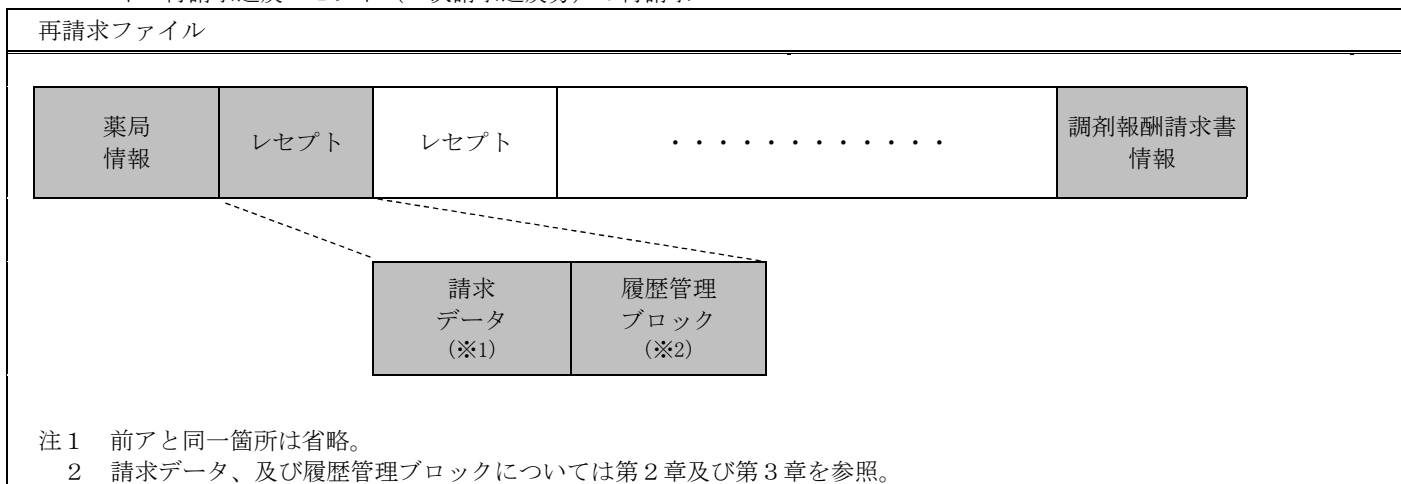 再請求ファイル
薬局
情報
レセプト
レセプト
・・・・・・・・・・・・
調剤報酬請求書
情報
請求
データ
(※1)
履歴管理
ブロック
(※2)
注１　前アと同一箇所は省略。
２　請求データ、及び履歴管理ブロックについては第２章及び第３章を参照。